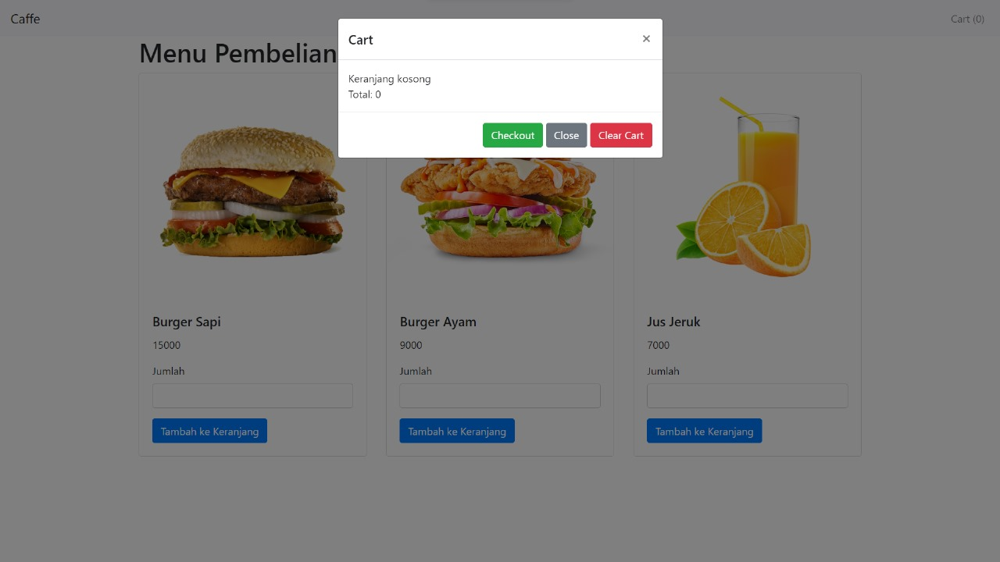 Caffe
Cart (0)
Menu Pembelian
Cart
×
Keranjang kosong
Total: 0
Checkout
Close
Clear Cart
Burger Sapi
15000
Jumlah
Tambah ke Keranjang
Burger Ayam
9000
Jumlah
Tambah ke Keranjang
Jus Jeruk
7000
Jumlah
Tambah ke Keranjang